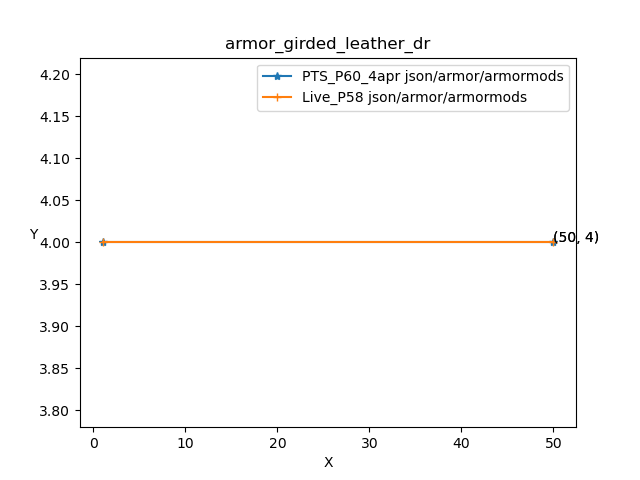 armor_girded_leather_dr
PTS_P60_4apr json/armor/armormods
Live_P58 json/armor/armormods
4.20
4.15
4.10
4.05
Y
4.00
(50, 4)
3.95
3.90
3.85
3.80
0 10 20 30 40 50
X